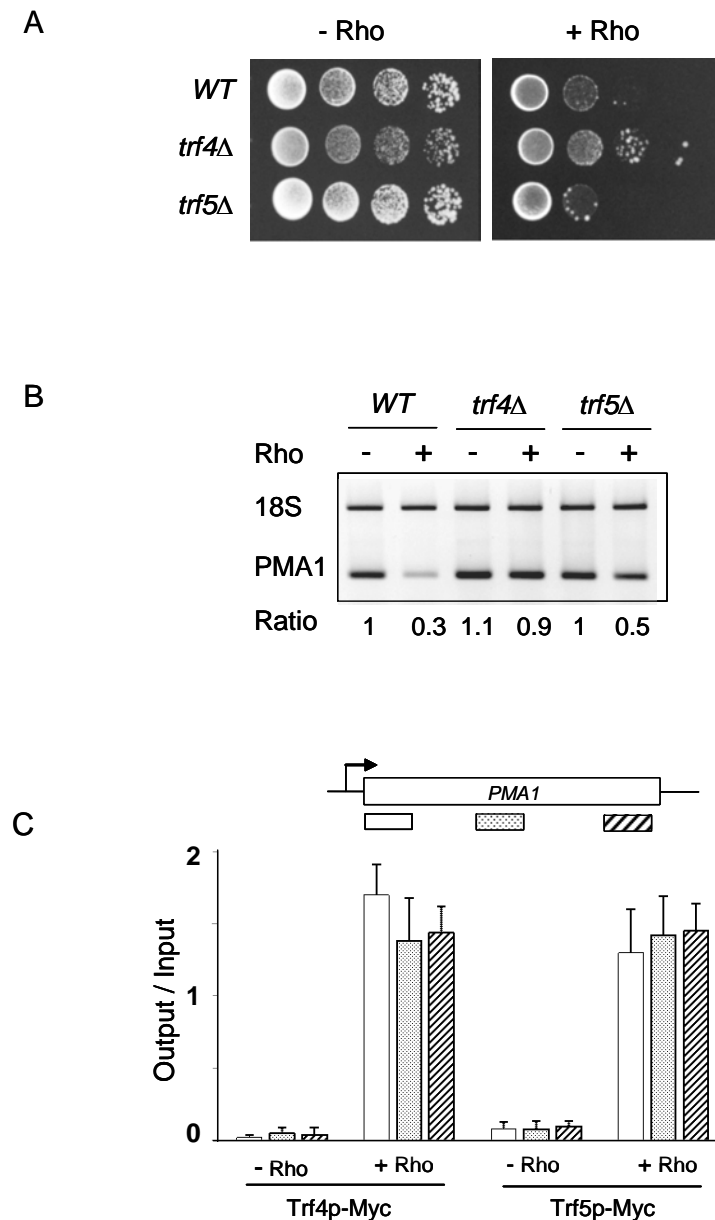 A
- Rho + Rho
WT
trf4Δ
trf5Δ
B
WT trf4Δ trf5Δ
Rho - + - + - +
18S
PMA1
Ratio 1 0.3 1.1 0.9 1 0.5
PMA1
C
2
1
0
Output / Input
- Rho + Rho - Rho + Rho
Trf4p-Myc Trf5p-Myc